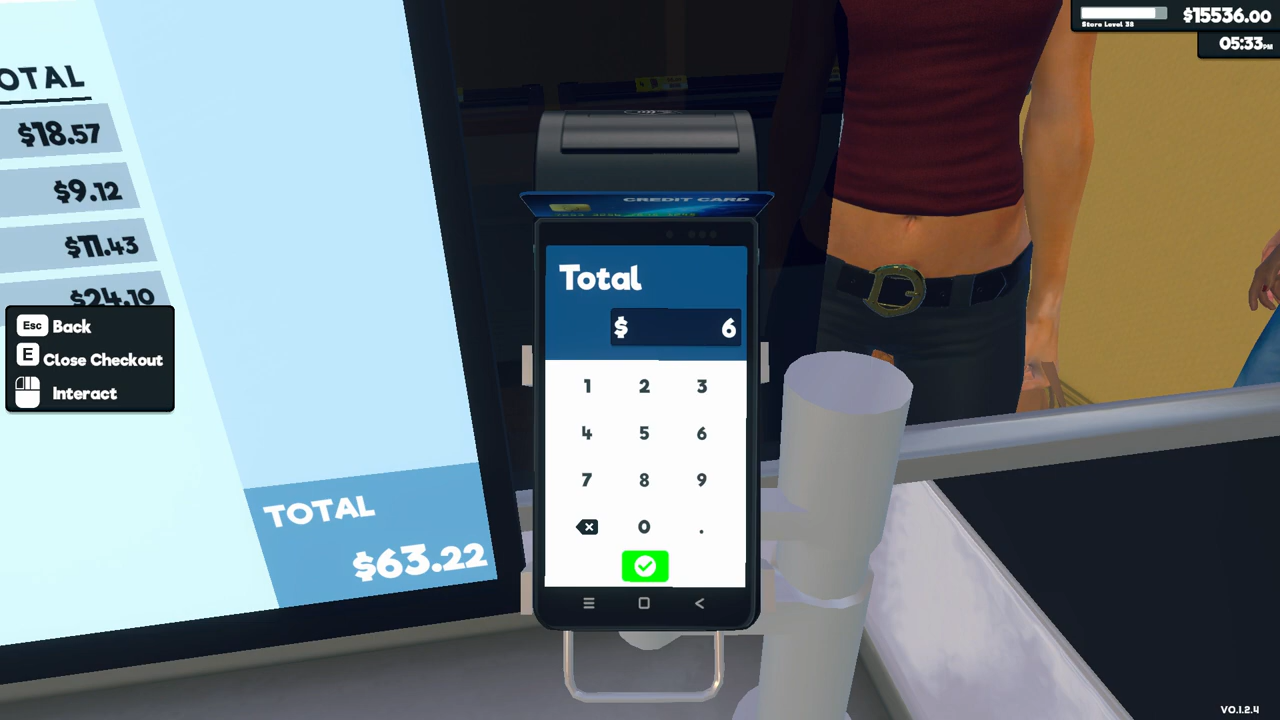 OTAL
$18.57
$9.12
$11.43
$24.10
Esc Back
E Close Checkout
Interact
TOTAL
$63.22
CREDIT CARD
Total
$ 6
1 2 3
4 5 6
7 8 9
0 .
$15536.00
Store Level 38
05:33PM
V0.1.2.4